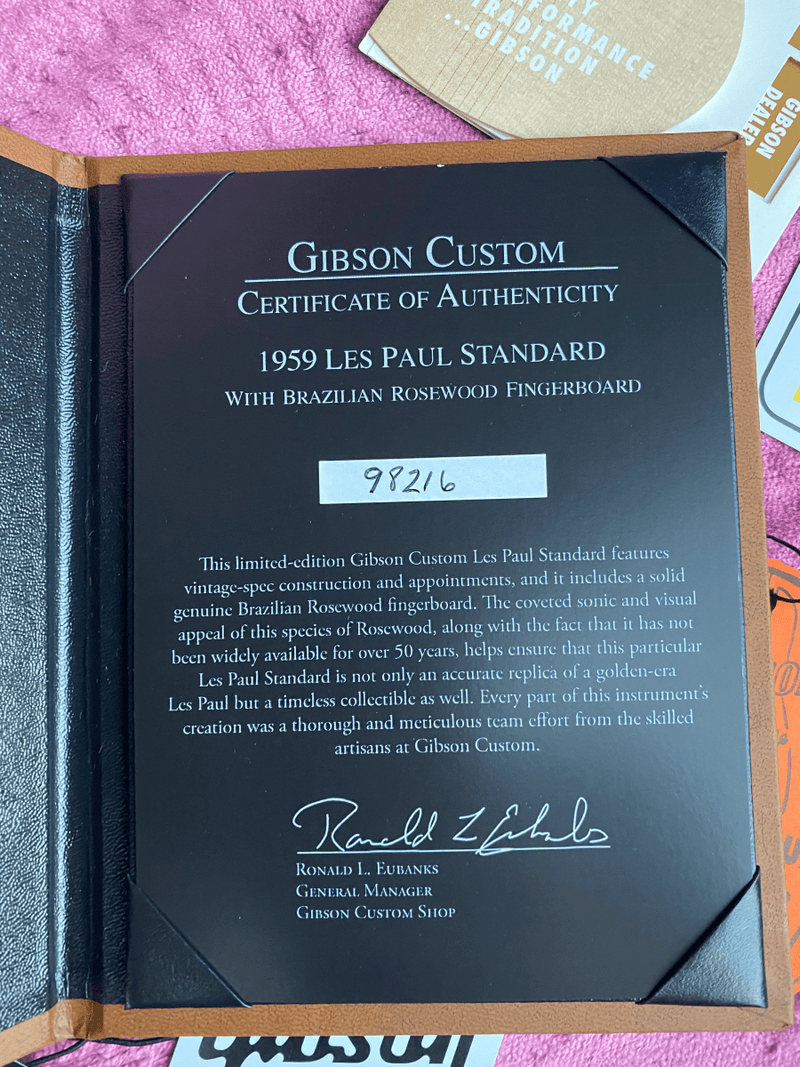 PERFORMANCE
TRADITION
...GIBSON
GIBSON
DEALER
GIBSON CUSTOM
CERTIFICATE OF AUTHENTICITY
1959 LES PAUL STANDARD
WITH BRAZILIAN ROSEWOOD FINGERBOARD
98216
This limited-edition Gibson Custom Les Paul Standard features
vintage-spec construction and appointments, and it includes a solid
genuine Brazilian Rosewood fingerboard. The coveted sonic and visual
appeal of this species of Rosewood, along with the fact that it has not
been widely available for over 50 years, helps ensure that this particular
Les Paul Standard is not only an accurate replica of a golden-era
Les Paul but a timeless collectible as well. Every part of this instrument's
creation was a thorough and meticulous team effort from the skilled
artisans at Gibson Custom.
Ronald L Eubanks
RONALD L. EUBANKS
GENERAL MANAGER
GIBSON CUSTOM SHOP
Gibson